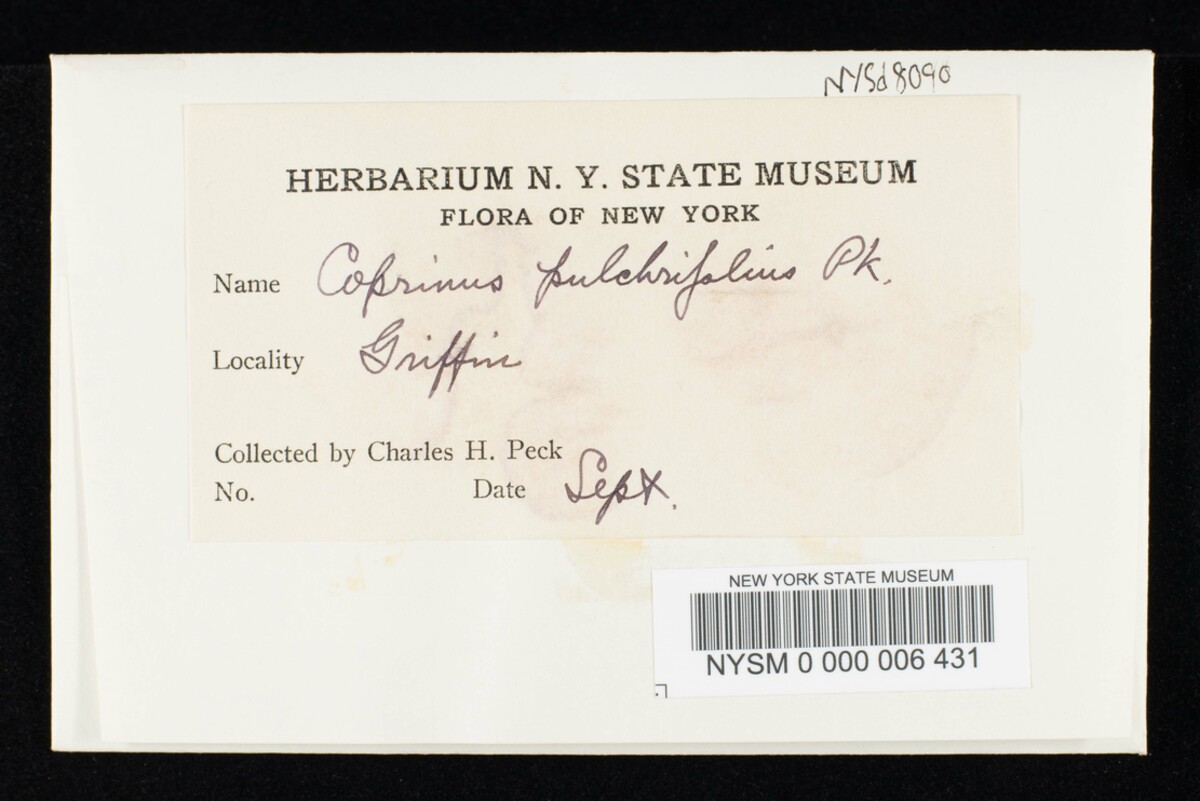 NYSd8090
HERBARIUM N. Y. STATE MUSEUM
FLORA OF NEW YORK
Name Coprinus pulchrifolius Pk.
Locality Griffin
Collected by Charles H. Peck
No. Date Sept.
NEW YORK STATE MUSEUM
NYSM 0 000 006 431